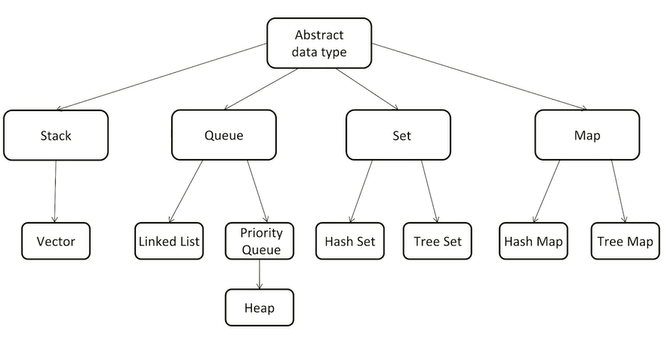 Abstract
data type
Stack
Queue
Set
Map
Vector
Linked List
Priority
Queue
Hash Set
Tree Set
Hash Map
Tree Map
Heap